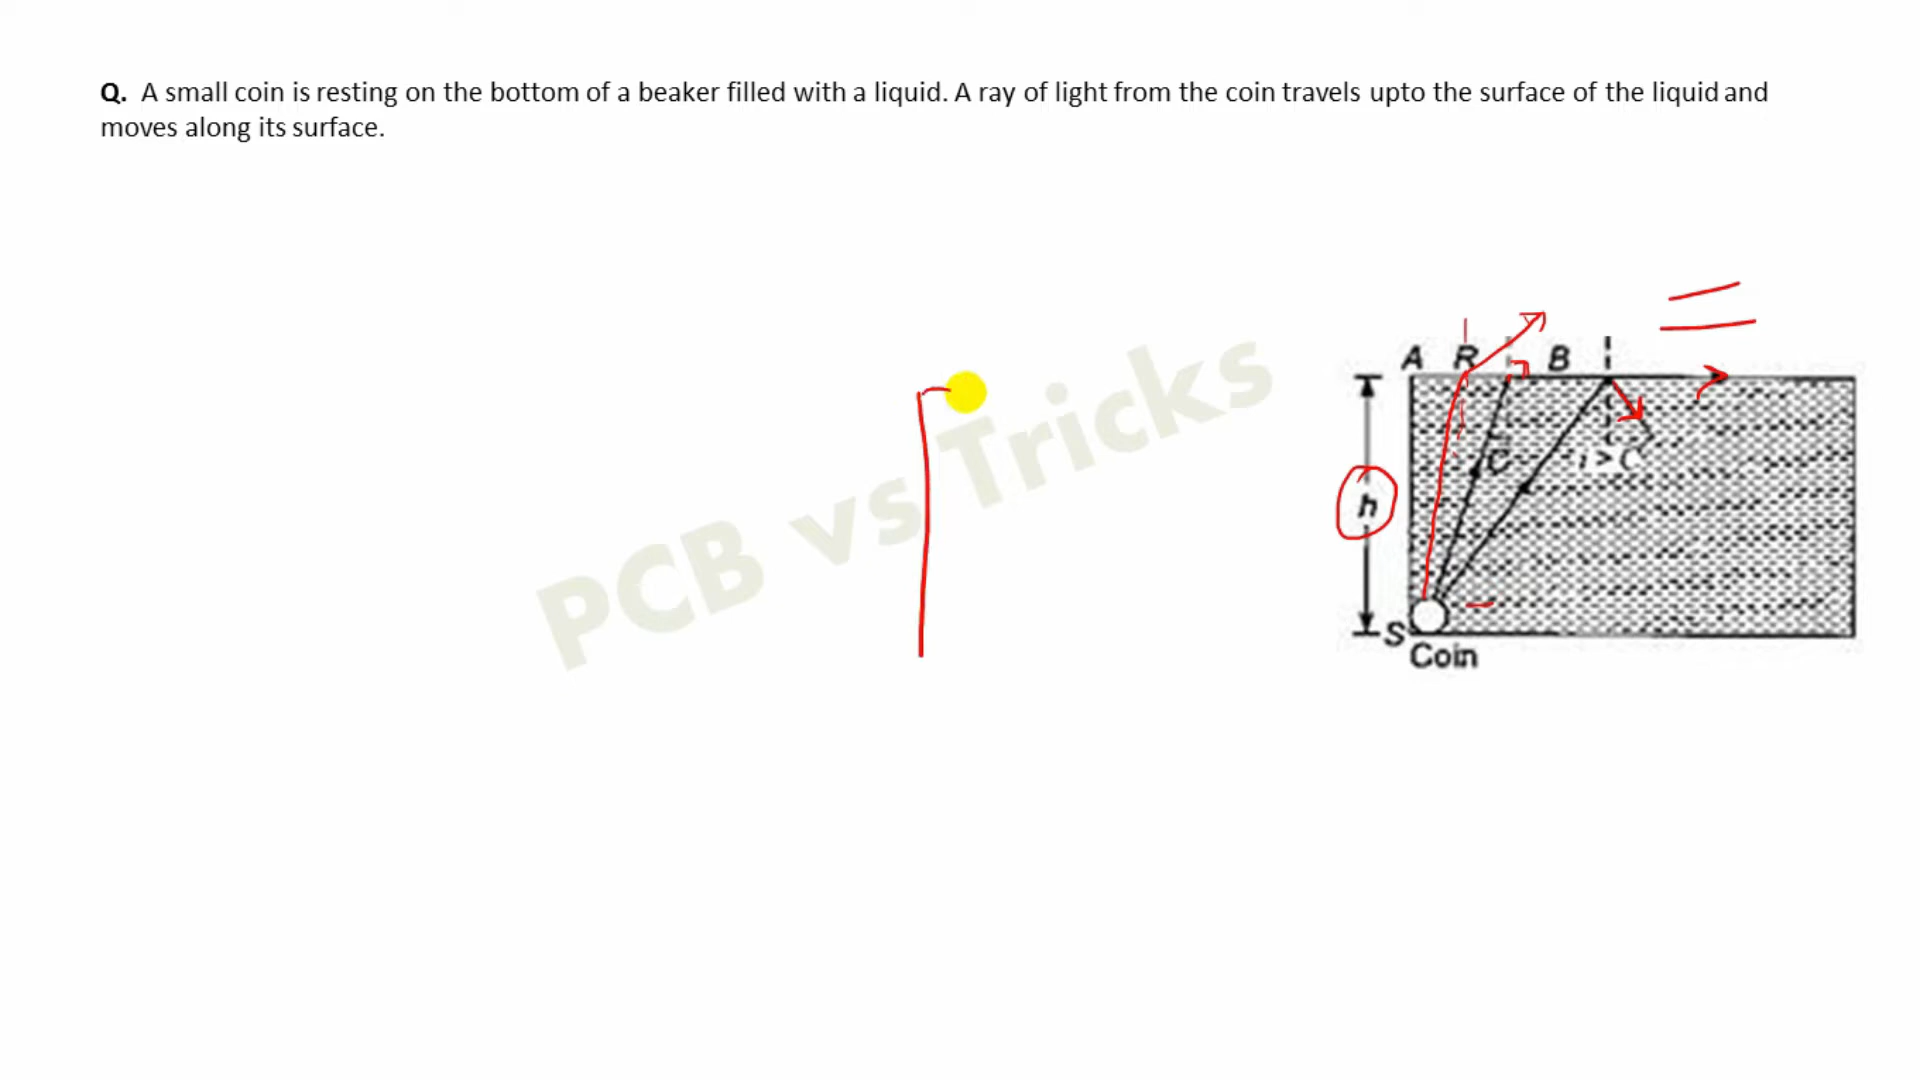 Q. A small coin is resting on the bottom of a beaker filled with a liquid. A ray of light from the coin travels upto the surface of the liquid and
moves along its surface.
PCB vs Tricks
A R B
C i > C
h
S
Coin